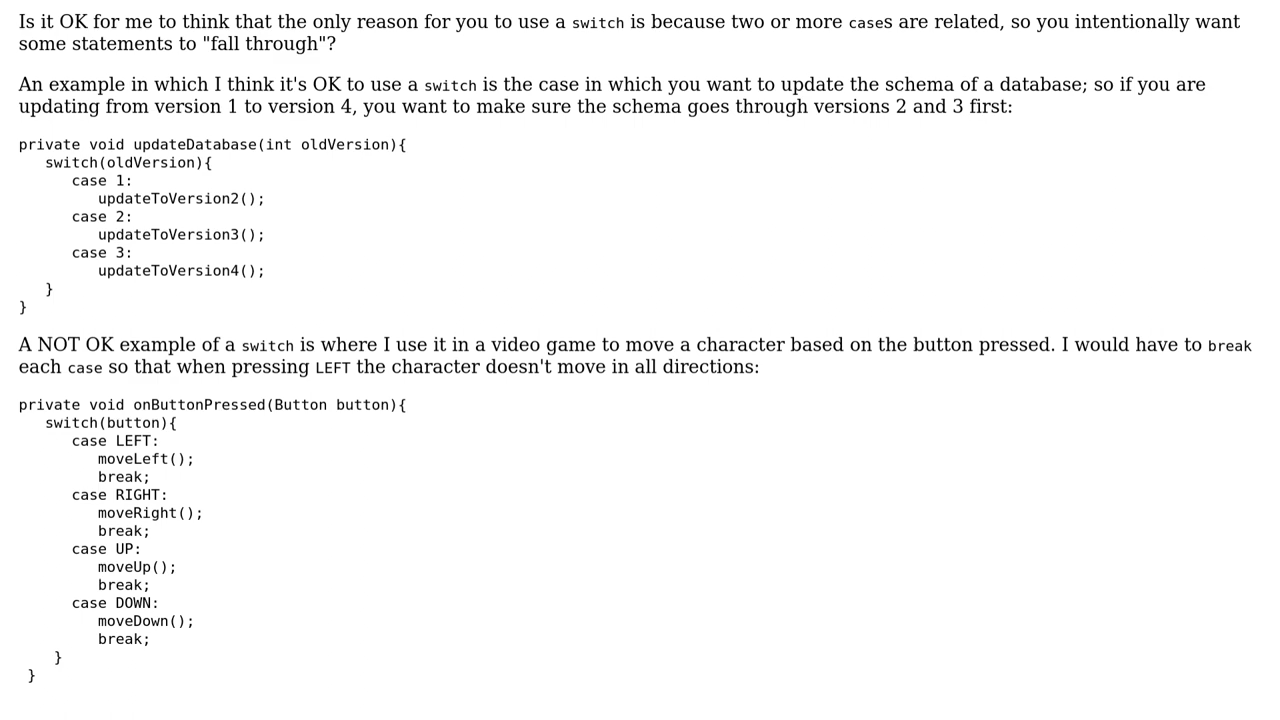 Is it OK for me to think that the only reason for you to use a switch is because two or more cases are related, so you intentionally want
some statements to "fall through"?
An example in which I think it's OK to use a switch is the case in which you want to update the schema of a database; so if you are
updating from version 1 to version 4, you want to make sure the schema goes through versions 2 and 3 first:
private void updateDatabase(int oldVersion){
   switch(oldVersion){
      case 1:
         updateToVersion2();
      case 2:
         updateToVersion3();
      case 3:
         updateToVersion4();
   }
}
A NOT OK example of a switch is where I use it in a video game to move a character based on the button pressed. I would have to break
each case so that when pressing LEFT the character doesn't move in all directions:
private void onButtonPressed(Button button){
   switch(button){
      case LEFT:
         moveLeft();
         break;
      case RIGHT:
         moveRight();
         break;
      case UP:
         moveUp();
         break;
      case DOWN:
         moveDown();
         break;
    }
 }